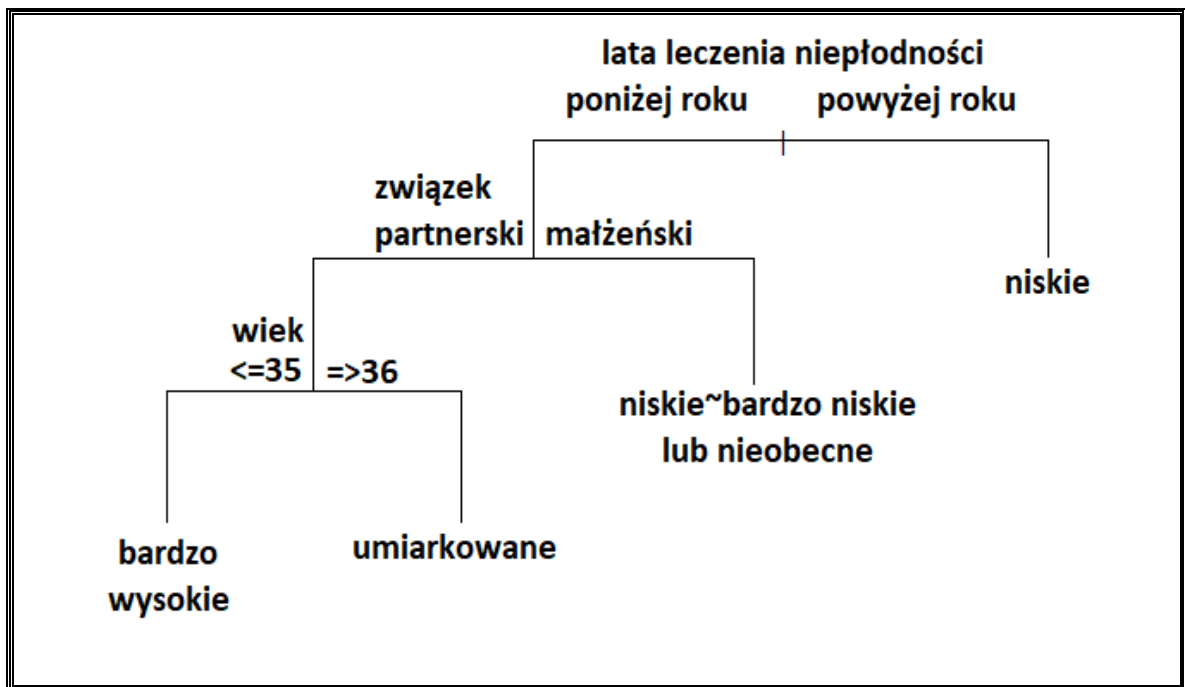 lata leczenia niepłodności
poniżej roku powyżej roku
związek
partnerski małżeński
niskie
wiek
<=35 =>36
niskie~bardzo niskie
lub nieobecne
bardzo
wysokie
umiarkowane